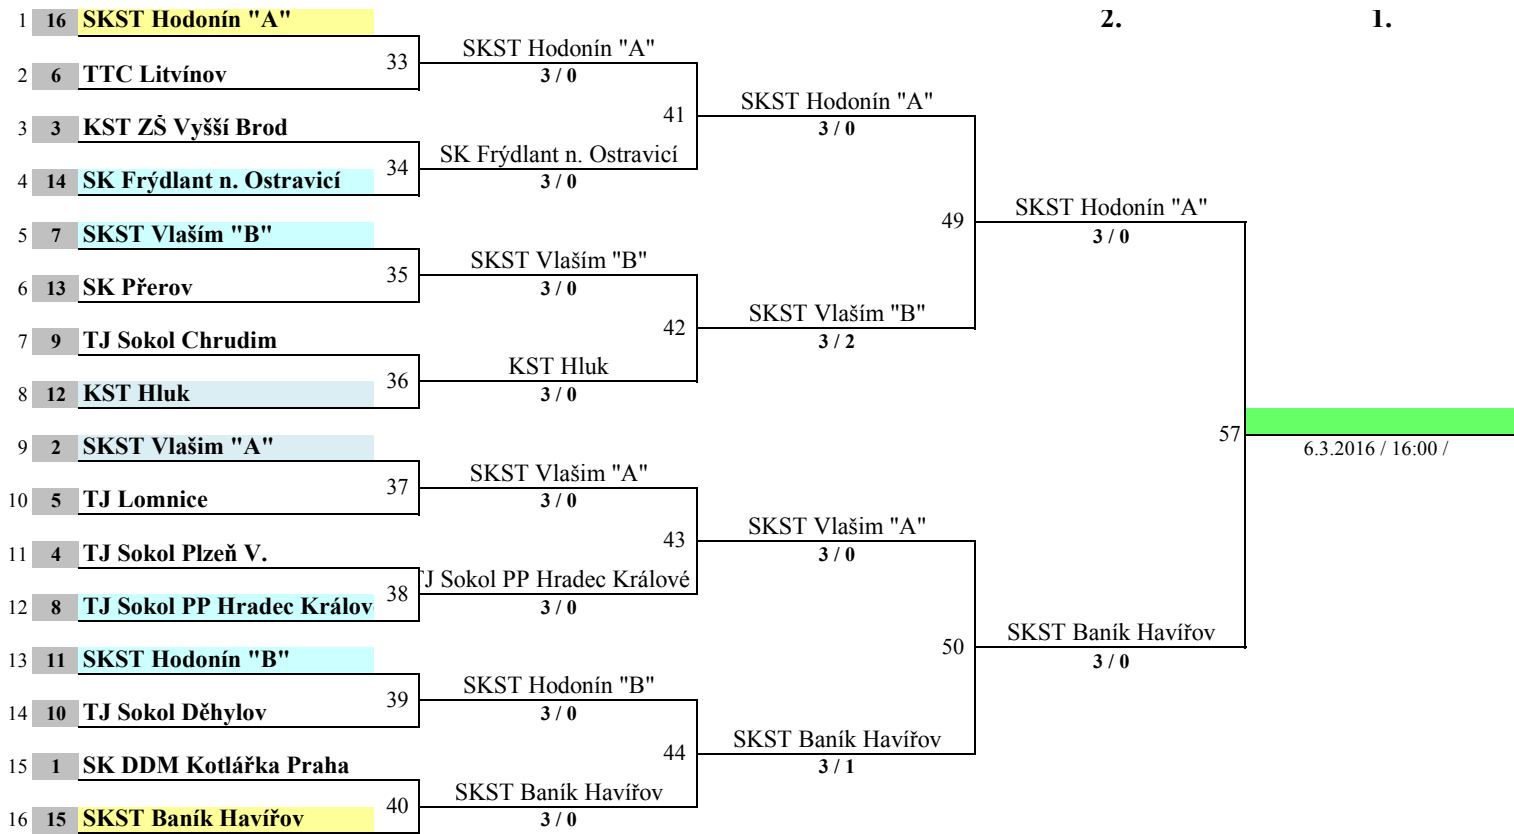 2. 1.
1 16 SKST Hodonín "A"
33 SKST Hodonín "A"
3 / 0
2 6 TTC Litvínov
41 SKST Hodonín "A"
3 / 0
3 3 KST ZŠ Vyšší Brod
34 SK Frýdlant n. Ostravicí
3 / 0
4 14 SK Frýdlant n. Ostravicí
49 SKST Hodonín "A"
3 / 0
5 7 SKST Vlaším "B"
35 SKST Vlaším "B"
3 / 0
6 13 SK Přerov
42 SKST Vlaším "B"
3 / 2
7 9 TJ Sokol Chrudim
36 KST Hluk
3 / 0
8 12 KST Hluk
57
6.3.2016 / 16:00 /
9 2 SKST Vlašim "A"
37 SKST Vlašim "A"
3 / 0
10 5 TJ Lomnice
43 SKST Vlašim "A"
3 / 0
11 4 TJ Sokol Plzeň V.
38 TJ Sokol PP Hradec Králové
3 / 0
12 8 TJ Sokol PP Hradec Králov
50 SKST Baník Havířov
3 / 0
13 11 SKST Hodonín "B"
39 SKST Hodonín "B"
3 / 0
14 10 TJ Sokol Děhylov
44 SKST Baník Havířov
3 / 1
15 1 SK DDM Kotlářka Praha
40 SKST Baník Havířov
3 / 0
16 15 SKST Baník Havířov